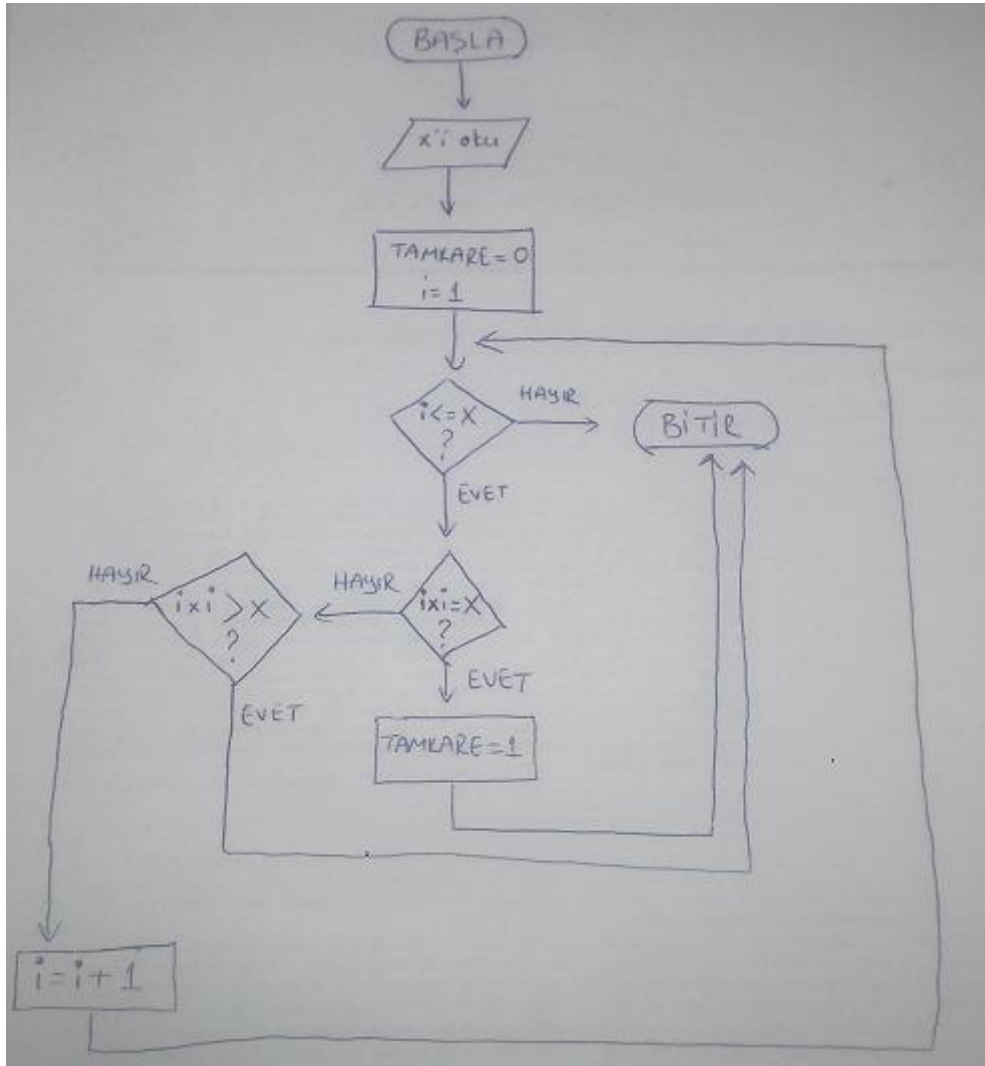 BAŞLA
x'i oku
TAMKARE=0
i=1
i<=X
?
HAYIR
BİTİR
EVET
ixi=X
?
HAYIR
ixi>X
?
HAYIR
EVET
EVET
TAMKARE=1
i=i+1